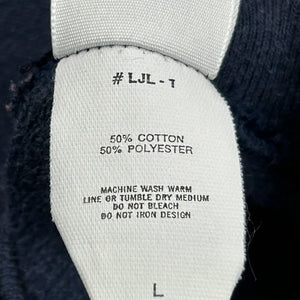 # LJL - 1
50% COTTON
50% POLYESTER
MACHINE WASH WARM
LINE OR TUMBLE DRY MEDIUM
DO NOT BLEACH
DO NOT IRON DESIGN
L